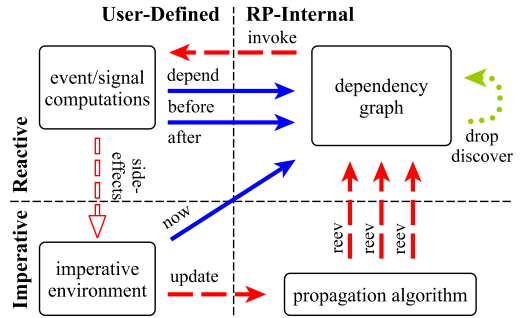 User-Defined
RP-Internal
invoke
event/signal
computations
depend
before
after
dependency
graph
drop
discover
Reactive
side-
effects
now
reev
reev
reev
Imperative
imperative
environment
update
propagation algorithm